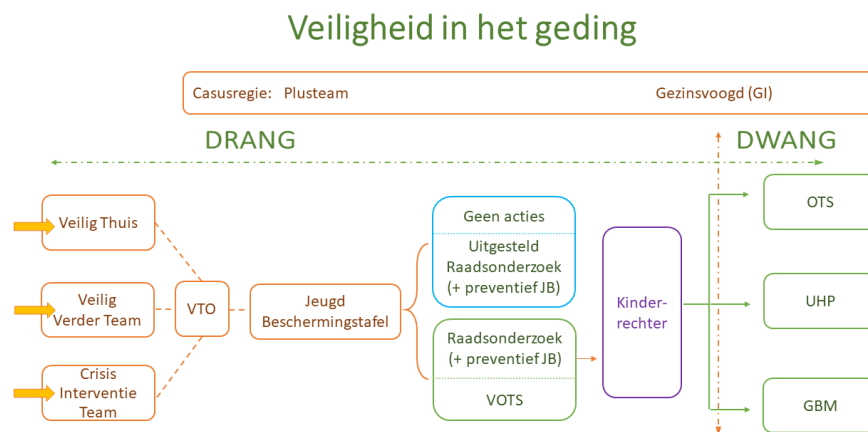 Veiligheid in het geding
Casusregie: Plusteam
Gezinsvoogd (GI)
DRANG
DWANG
Veilig Thuis
Veilig
Verder Team
Crisis
Interventie
Team
VTO
Jeugd
Beschermingstafel
Geen acties
Uitgesteld
Raadsonderzoek
(+ preventief JB)
Raadsonderzoek
(+ preventief JB)
VOTS
Kinder-
rechter
OTS
UHP
GBM